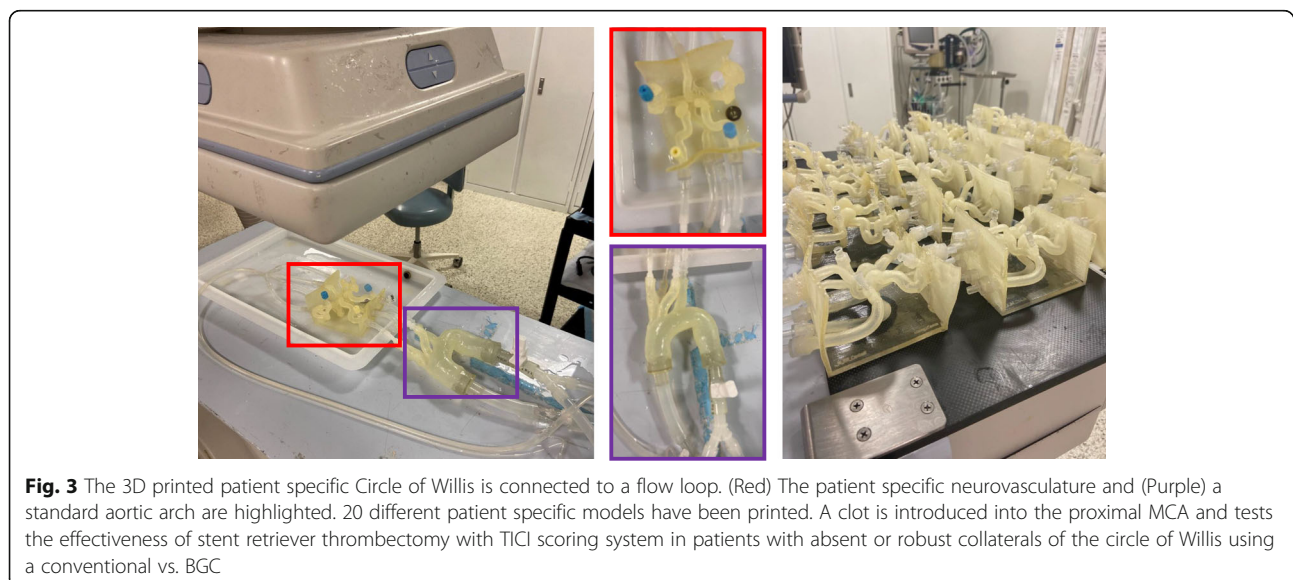 Fig. 3 The 3D printed patient specific Circle of Willis is connected to a flow loop. (Red) The patient specific neurovasculature and (Purple) a
standard aortic arch are highlighted. 20 different patient specific models have been printed. A clot is introduced into the proximal MCA and tests
the effectiveness of stent retriever thrombectomy with TICI scoring system in patients with absent or robust collaterals of the circle of Willis using
a conventional vs. BGC